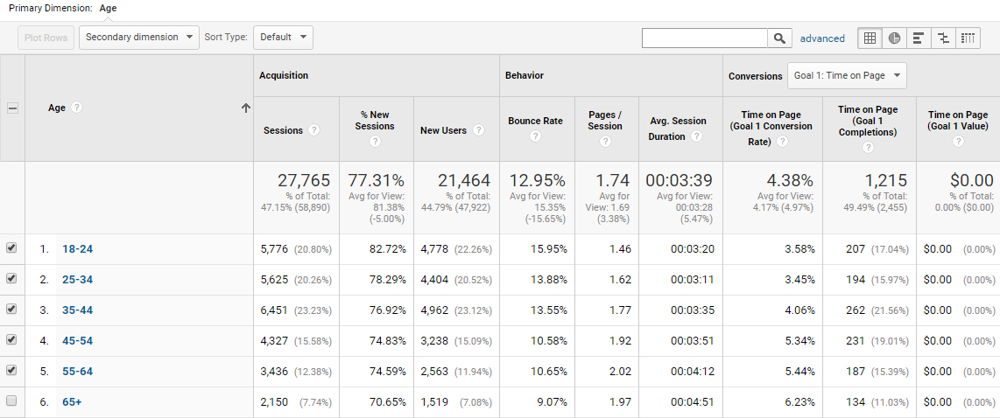 Primary Dimension: Age
Plot Rows Secondary dimension Sort Type: Default advanced
Acquisition Behavior Conversions Goal 1: Time on Page
Age ?
Sessions ?
% New Sessions ?
New Users ?
Bounce Rate ?
Pages / Session ?
Avg. Session Duration ?
Time on Page (Goal 1 Conversion Rate) ?
Time on Page (Goal 1 Completions) ?
Time on Page (Goal 1 Value) ?
27,765 % of Total: 47.15% (58,890)
77.31% Avg for View: 81.38% (-5.00%)
21,464 % of Total: 44.79% (47,922)
12.95% Avg for View: 15.35% (-15.65%)
1.74 Avg for View: 1.69 (3.38%)
00:03:39 Avg for View: 00:03:28 (5.47%)
4.38% Avg for View: 4.17% (4.97%)
1,215 % of Total: 49.49% (2,455)
$0.00 % of Total: 0.00% ($0.00)
1. 18-24 5,776 (20.80%) 82.72% 4,778 (22.26%) 15.95% 1.46 00:03:20 3.58% 207 (17.04%) $0.00 (0.00%)
2. 25-34 5,625 (20.26%) 78.29% 4,404 (20.52%) 13.88% 1.62 00:03:11 3.45% 194 (15.97%) $0.00 (0.00%)
3. 35-44 6,451 (23.23%) 76.92% 4,962 (23.12%) 13.55% 1.77 00:03:35 4.06% 262 (21.56%) $0.00 (0.00%)
4. 45-54 4,327 (15.58%) 74.83% 3,238 (15.09%) 10.58% 1.92 00:03:51 5.34% 231 (19.01%) $0.00 (0.00%)
5. 55-64 3,436 (12.38%) 74.59% 2,563 (11.94%) 10.65% 2.02 00:04:12 5.44% 187 (15.39%) $0.00 (0.00%)
6. 65+ 2,150 (7.74%) 70.65% 1,519 (7.08%) 9.07% 1.97 00:04:51 6.23% 134 (11.03%) $0.00 (0.00%)